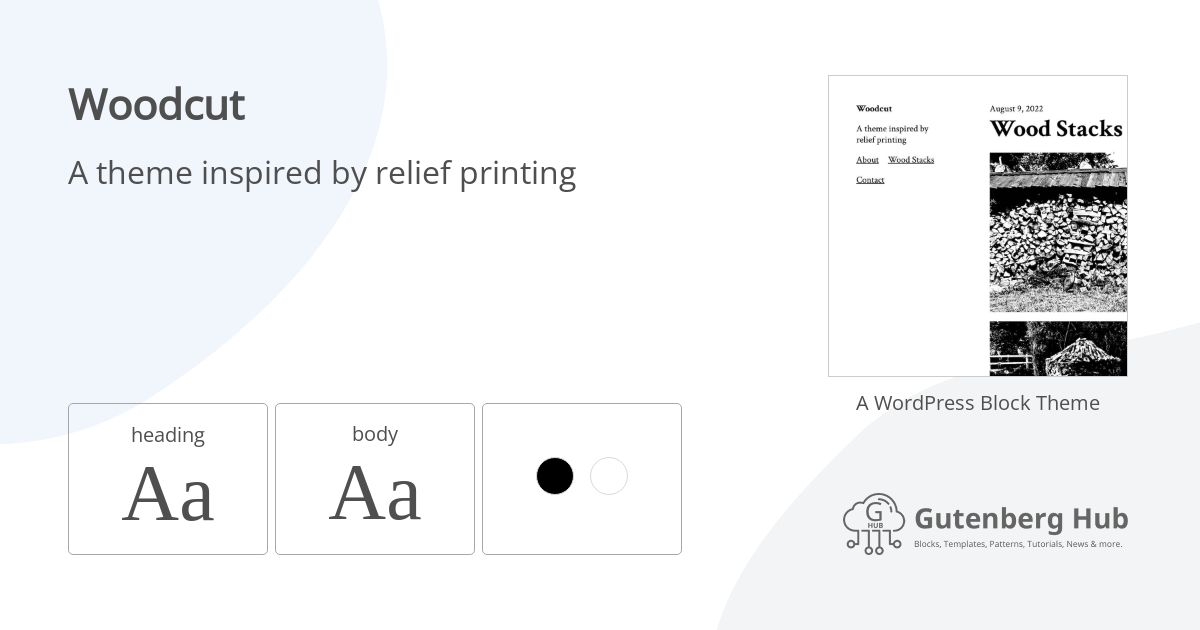 Woodcut
A theme inspired by relief printing
Woodcut
A theme inspired by
relief printing
About Wood Stacks
Contact
August 9, 2022
Wood Stacks
A WordPress Block Theme
heading
Aa
body
Aa
G
HUB
Gutenberg Hub
Blocks, Templates, Patterns, Tutorials, News & more.